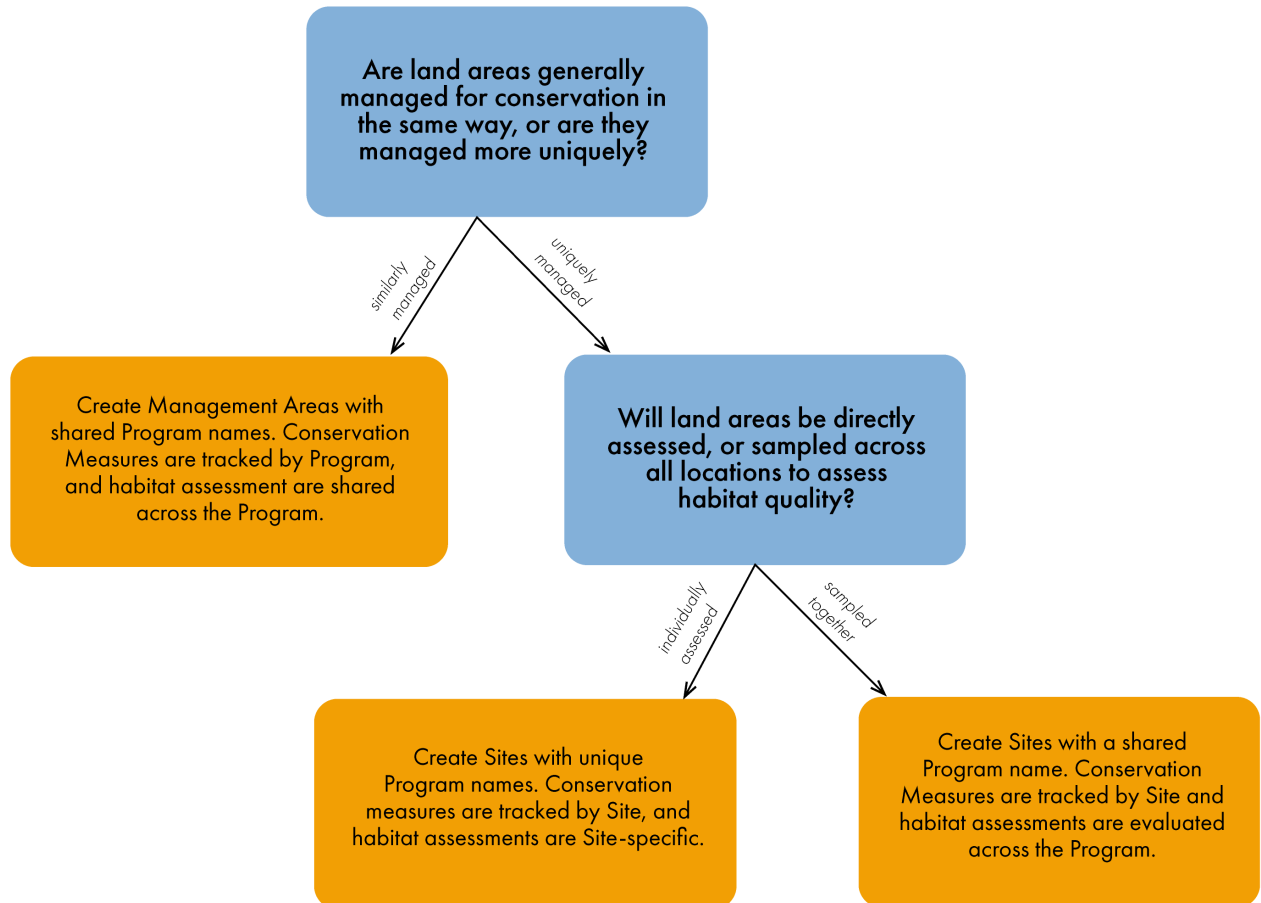 Are land areas generally
managed for conservation in
the same way, or are they
managed more uniquely?
similarly
managed
uniquely
managed
Create Management Areas with
shared Program names. Conservation
Measures are tracked by Program,
and habitat assessment are shared
across the Program.
Will land areas be directly
assessed, or sampled across
all locations to assess
habitat quality?
individually
assessed
sampled
together
Create Sites with unique
Program names. Conservation
measures are tracked by Site, and
habitat assessments are Site-specific.
Create Sites with a shared
Program name. Conservation
Measures are tracked by Site and
habitat assessments are evaluated
across the Program.